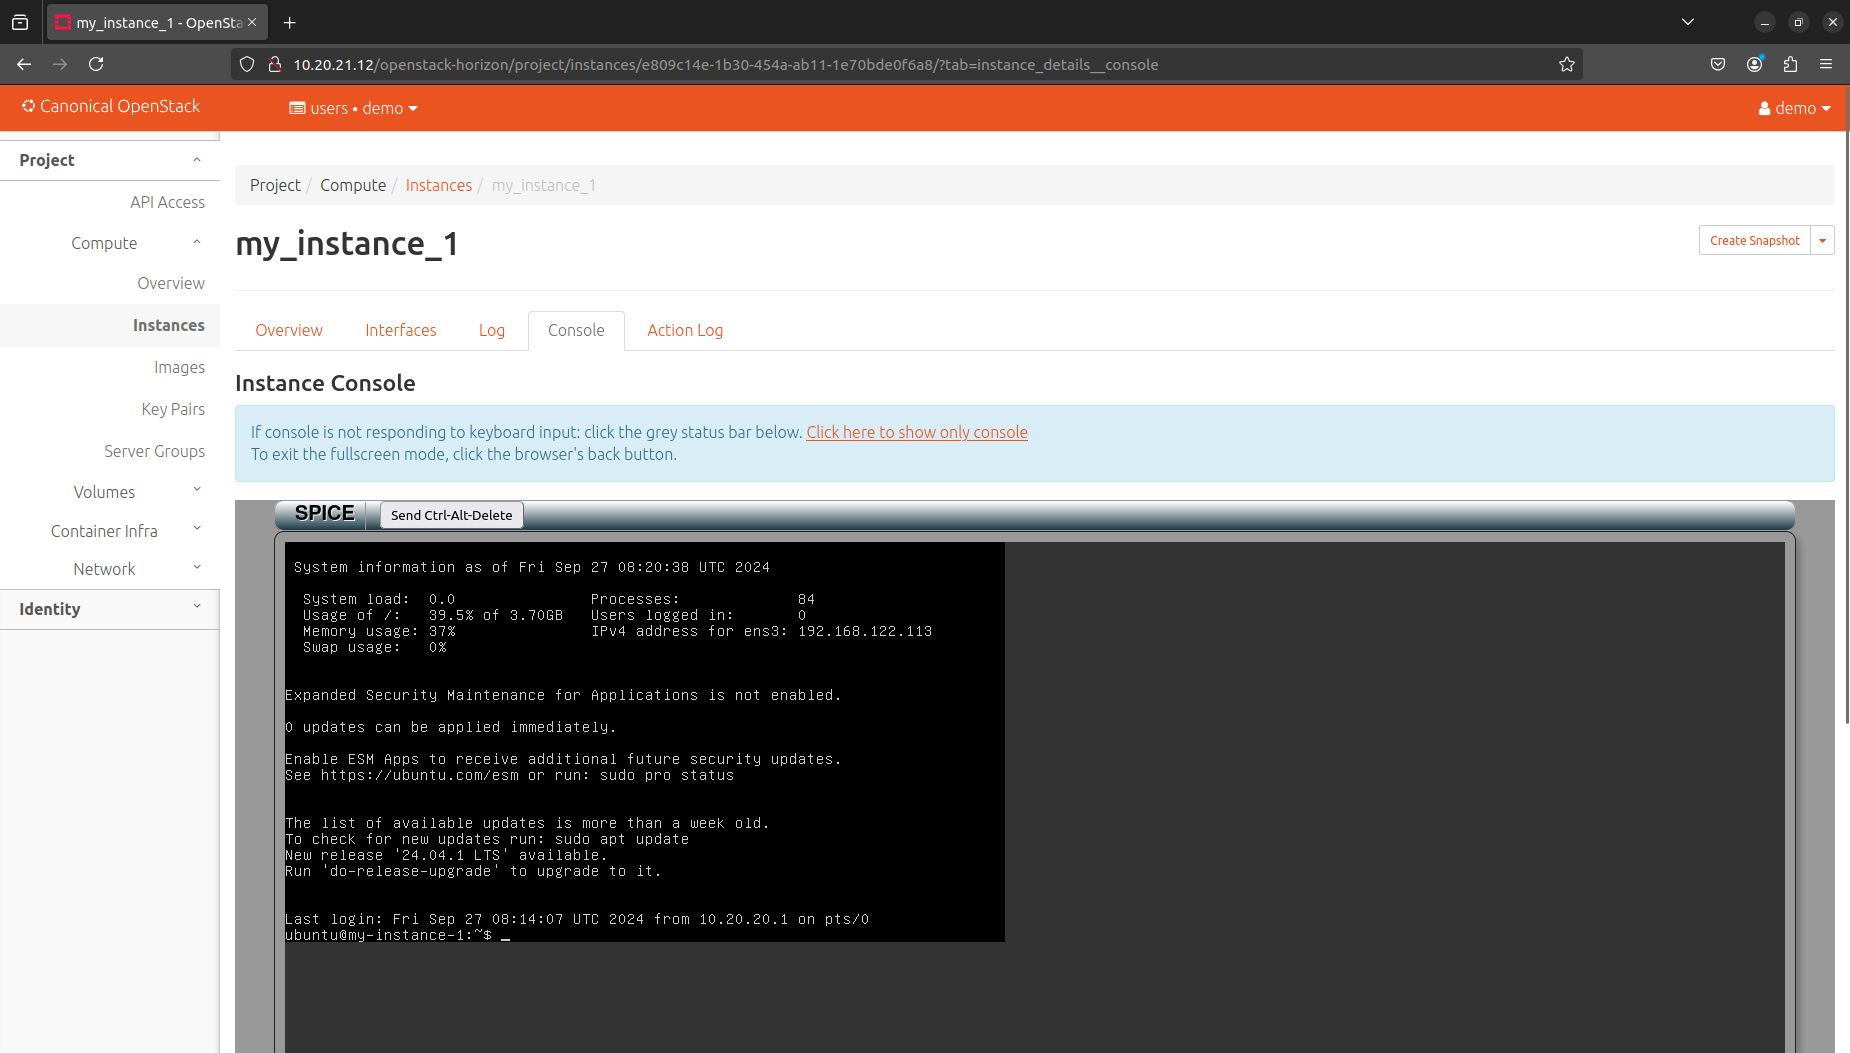 my_instance_1 - OpenSta
10.20.21.12/openstack-horizon/project/instances/e809c14e-1b30-454a-ab11-1e70bde0f6a8/?tab=instance_details__console
Canonical OpenStack
users • demo
demo
Project
API Access
Compute
Overview
Instances
Images
Key Pairs
Server Groups
Volumes
Container Infra
Network
Identity
Project / Compute / Instances / my_instance_1
my_instance_1
Create Snapshot
Overview Interfaces Log Console Action Log
Instance Console
If console is not responding to keyboard input: click the grey status bar below. Click here to show only console
To exit the fullscreen mode, click the browser's back button.
SPICE Send Ctrl-Alt-Delete
System information as of Fri Sep 27 08:20:38 UTC 2024
System load: 0.0 Processes: 84
Usage of /: 39.5% of 3.70GB Users logged in: 0
Memory usage: 37% IPv4 address for ens3: 192.168.122.113
Swap usage: 0%
Expanded Security Maintenance for Applications is not enabled.
0 updates can be applied immediately.
Enable ESM Apps to receive additional future security updates.
See https://ubuntu.com/esm or run: sudo pro status
The list of available updates is more than a week old.
To check for new updates run: sudo apt update
New release '24.04.1 LTS' available.
Run 'do-release-upgrade' to upgrade to it.
Last login: Fri Sep 27 08:14:07 UTC 2024 from 10.20.20.1 on pts/0
ubuntu@my-instance-1:~$ _